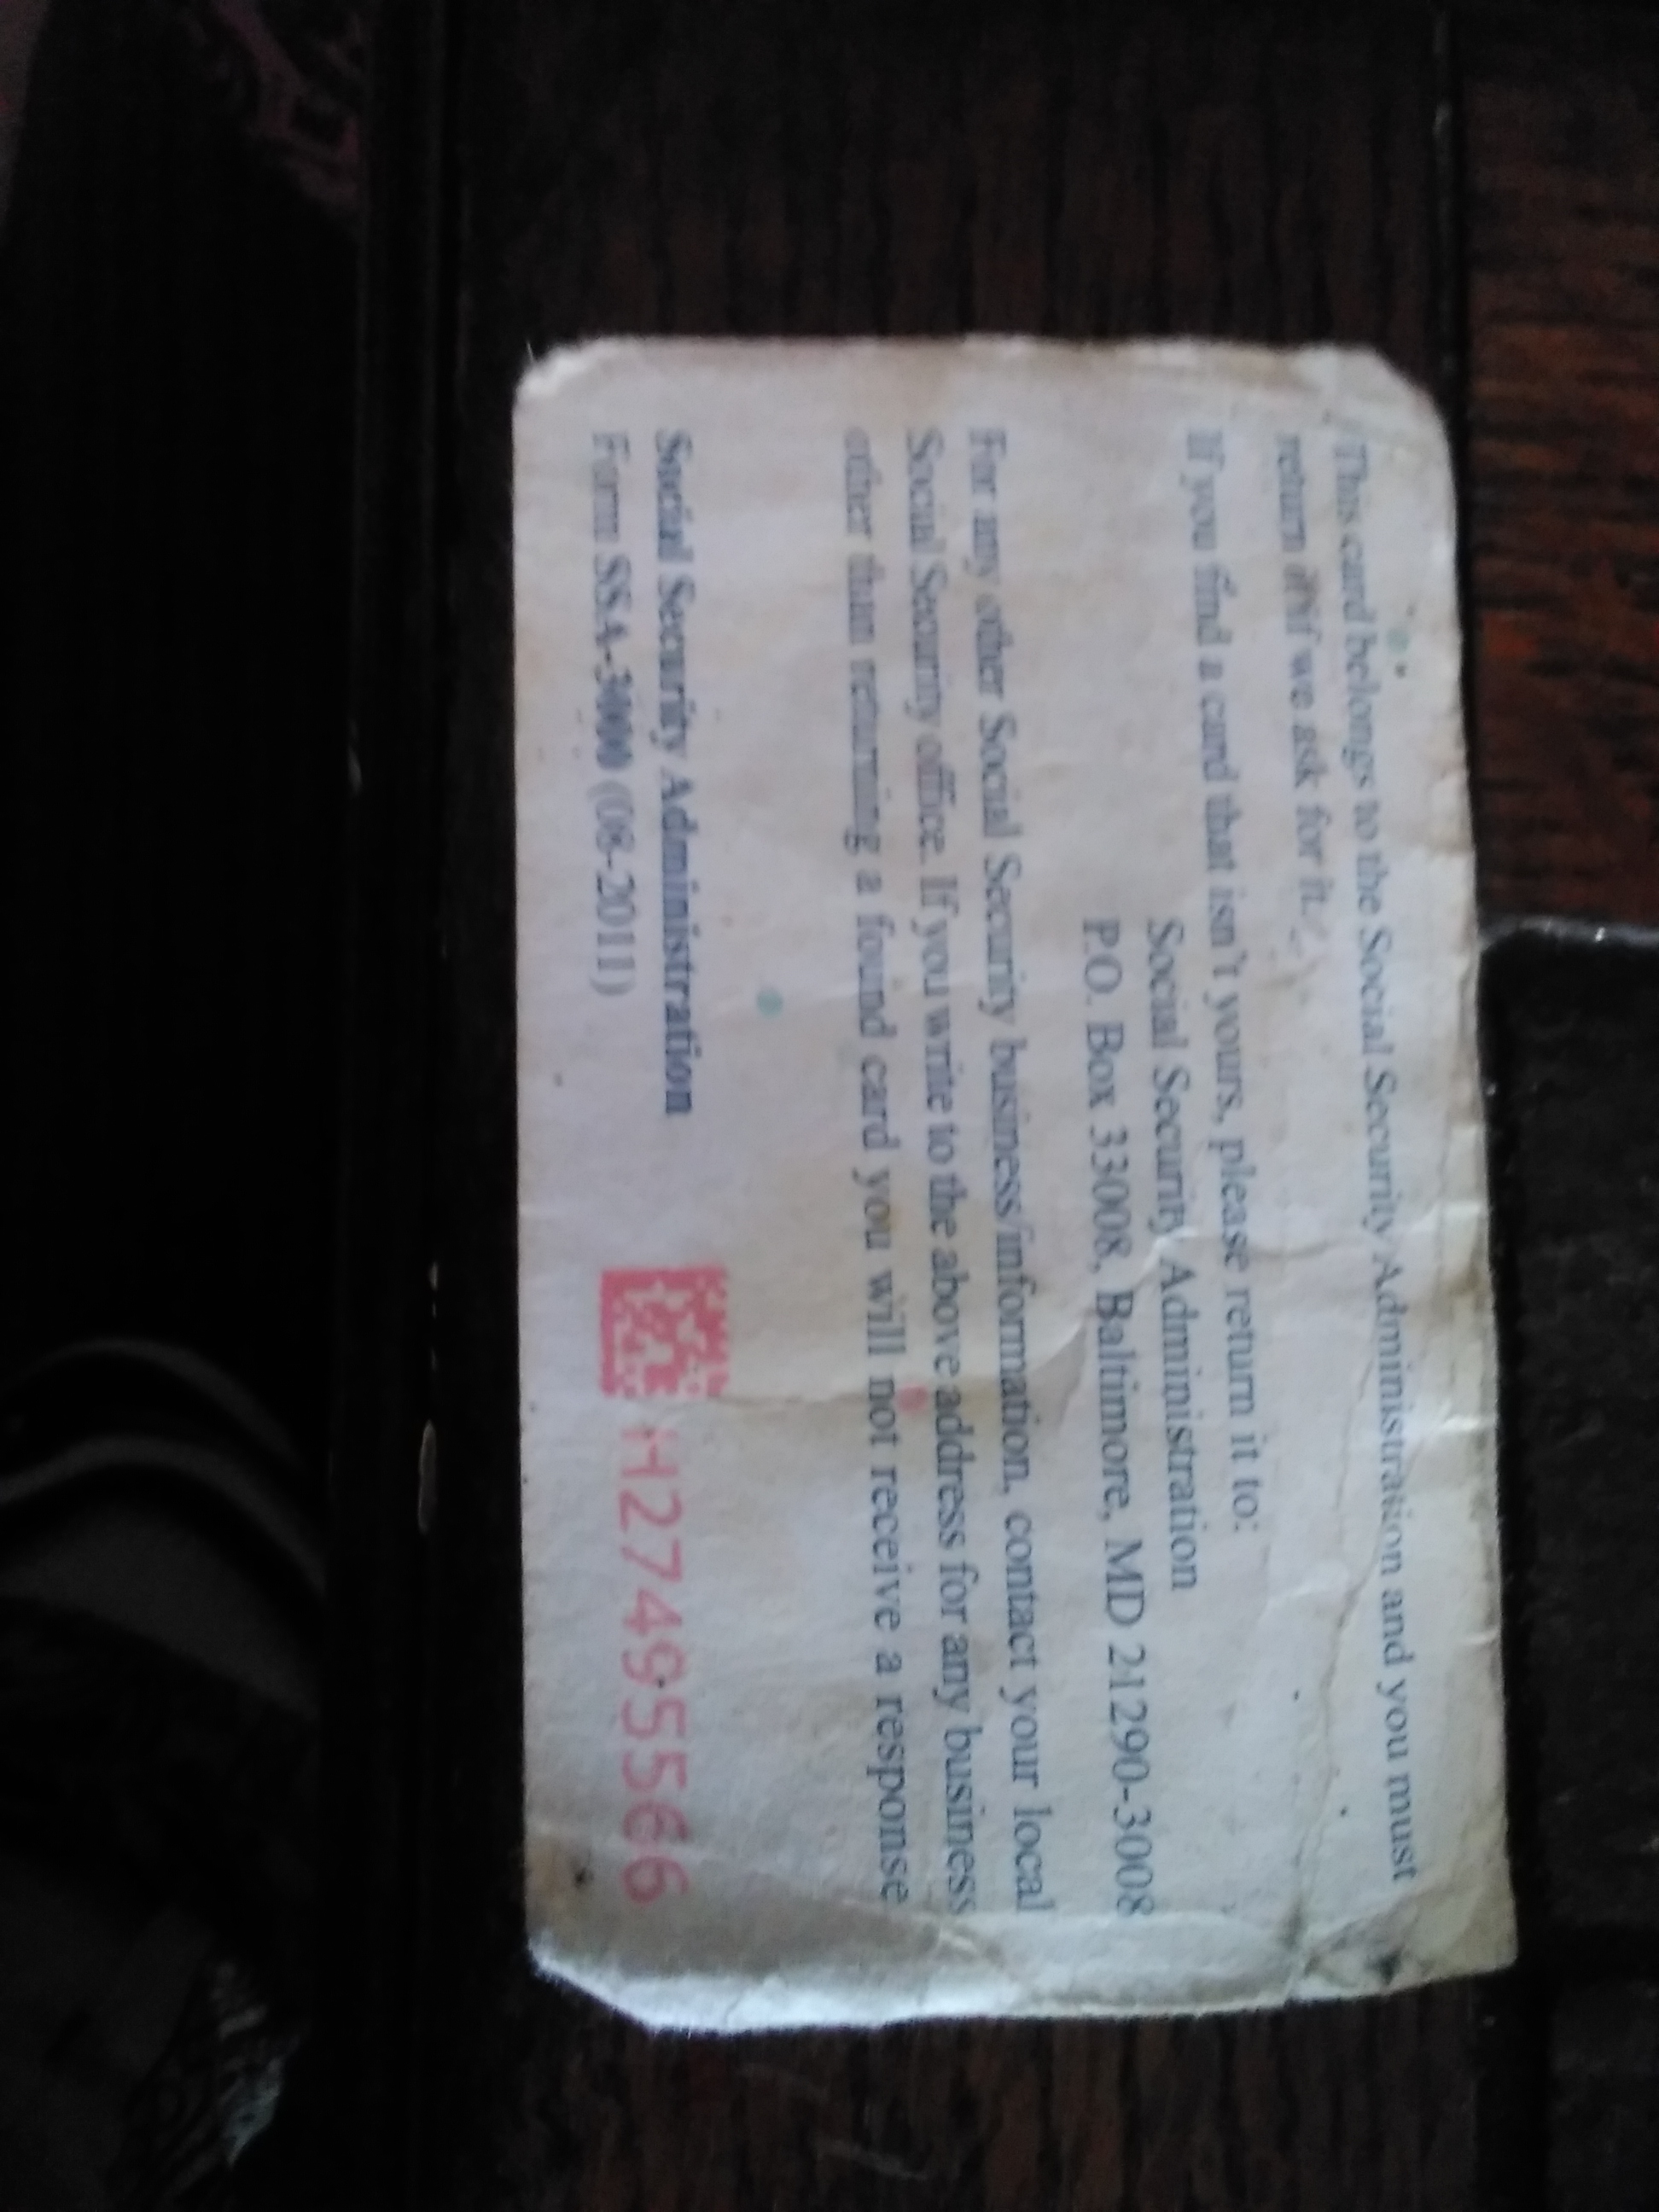 This card belongs to the Social Security Administration and you must
return it if we ask for it.
If you find a card that isn't yours, please return it to:
Social Security Administration
P.O. Box 33008, Baltimore, MD 21290-3008
For any other Social Security business/information, contact your local
Social Security office. If you write to the above address for any business
other than returning a found card you will not receive a response
Social Security Administration
Form SSA-3000 (08-2011)
H27495566